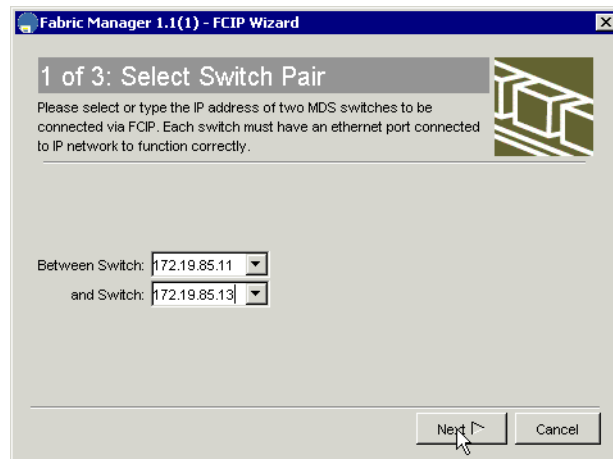 Fabric Manager 1.1(1) - FCIP Wizard
1 of 3: Select Switch Pair
Please select or type the IP address of two MDS switches to be
connected via FCIP. Each switch must have an ethernet port connected
to IP network to function correctly.
Between Switch: 172.19.85.11
and Switch: 172.19.85.13
Next Cancel